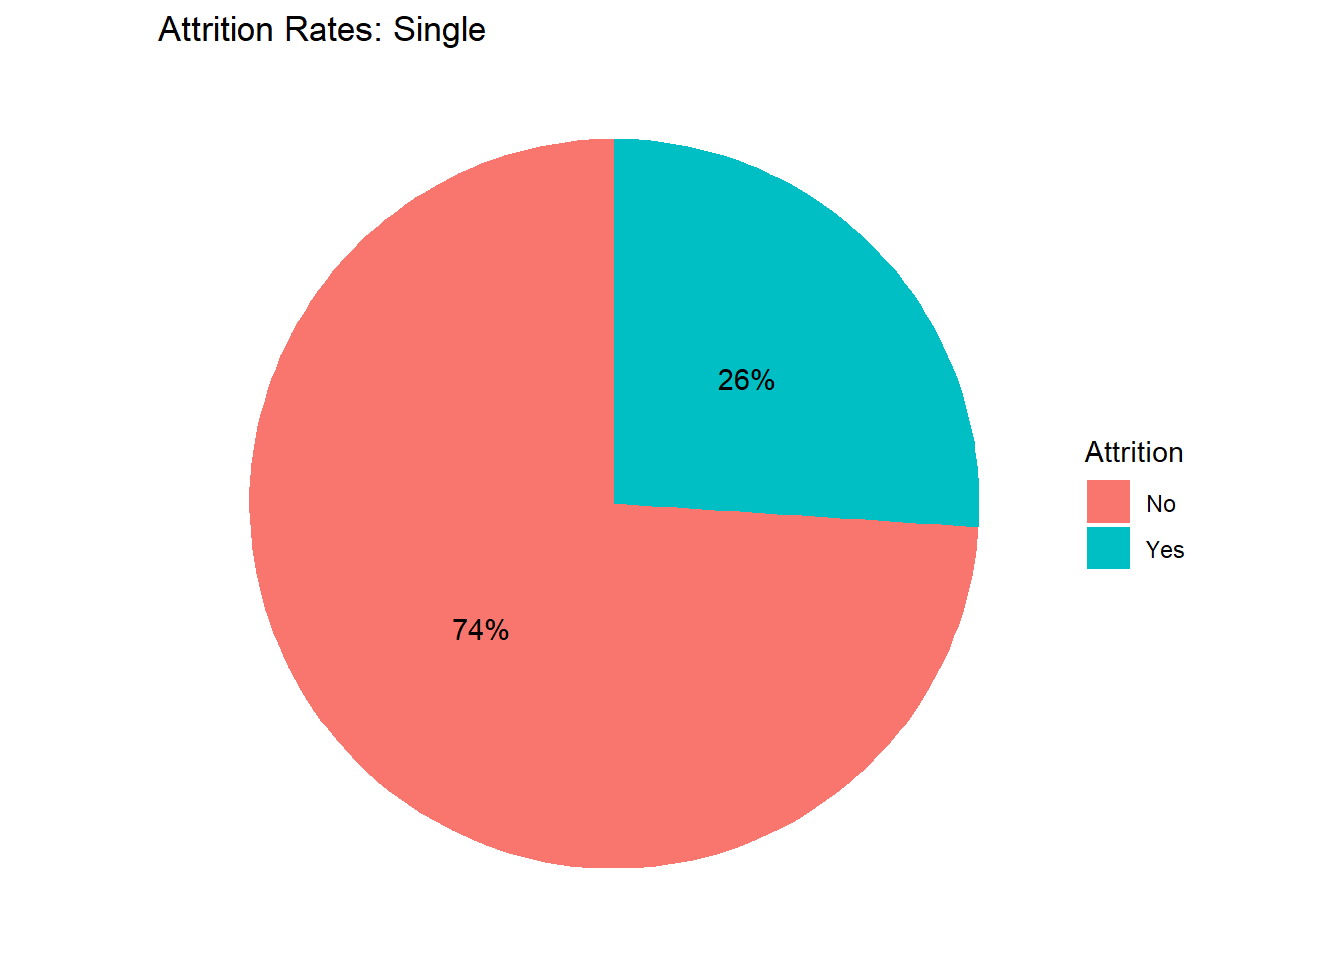 Attrition Rates: Single
26%
74%
Attrition
No
Yes